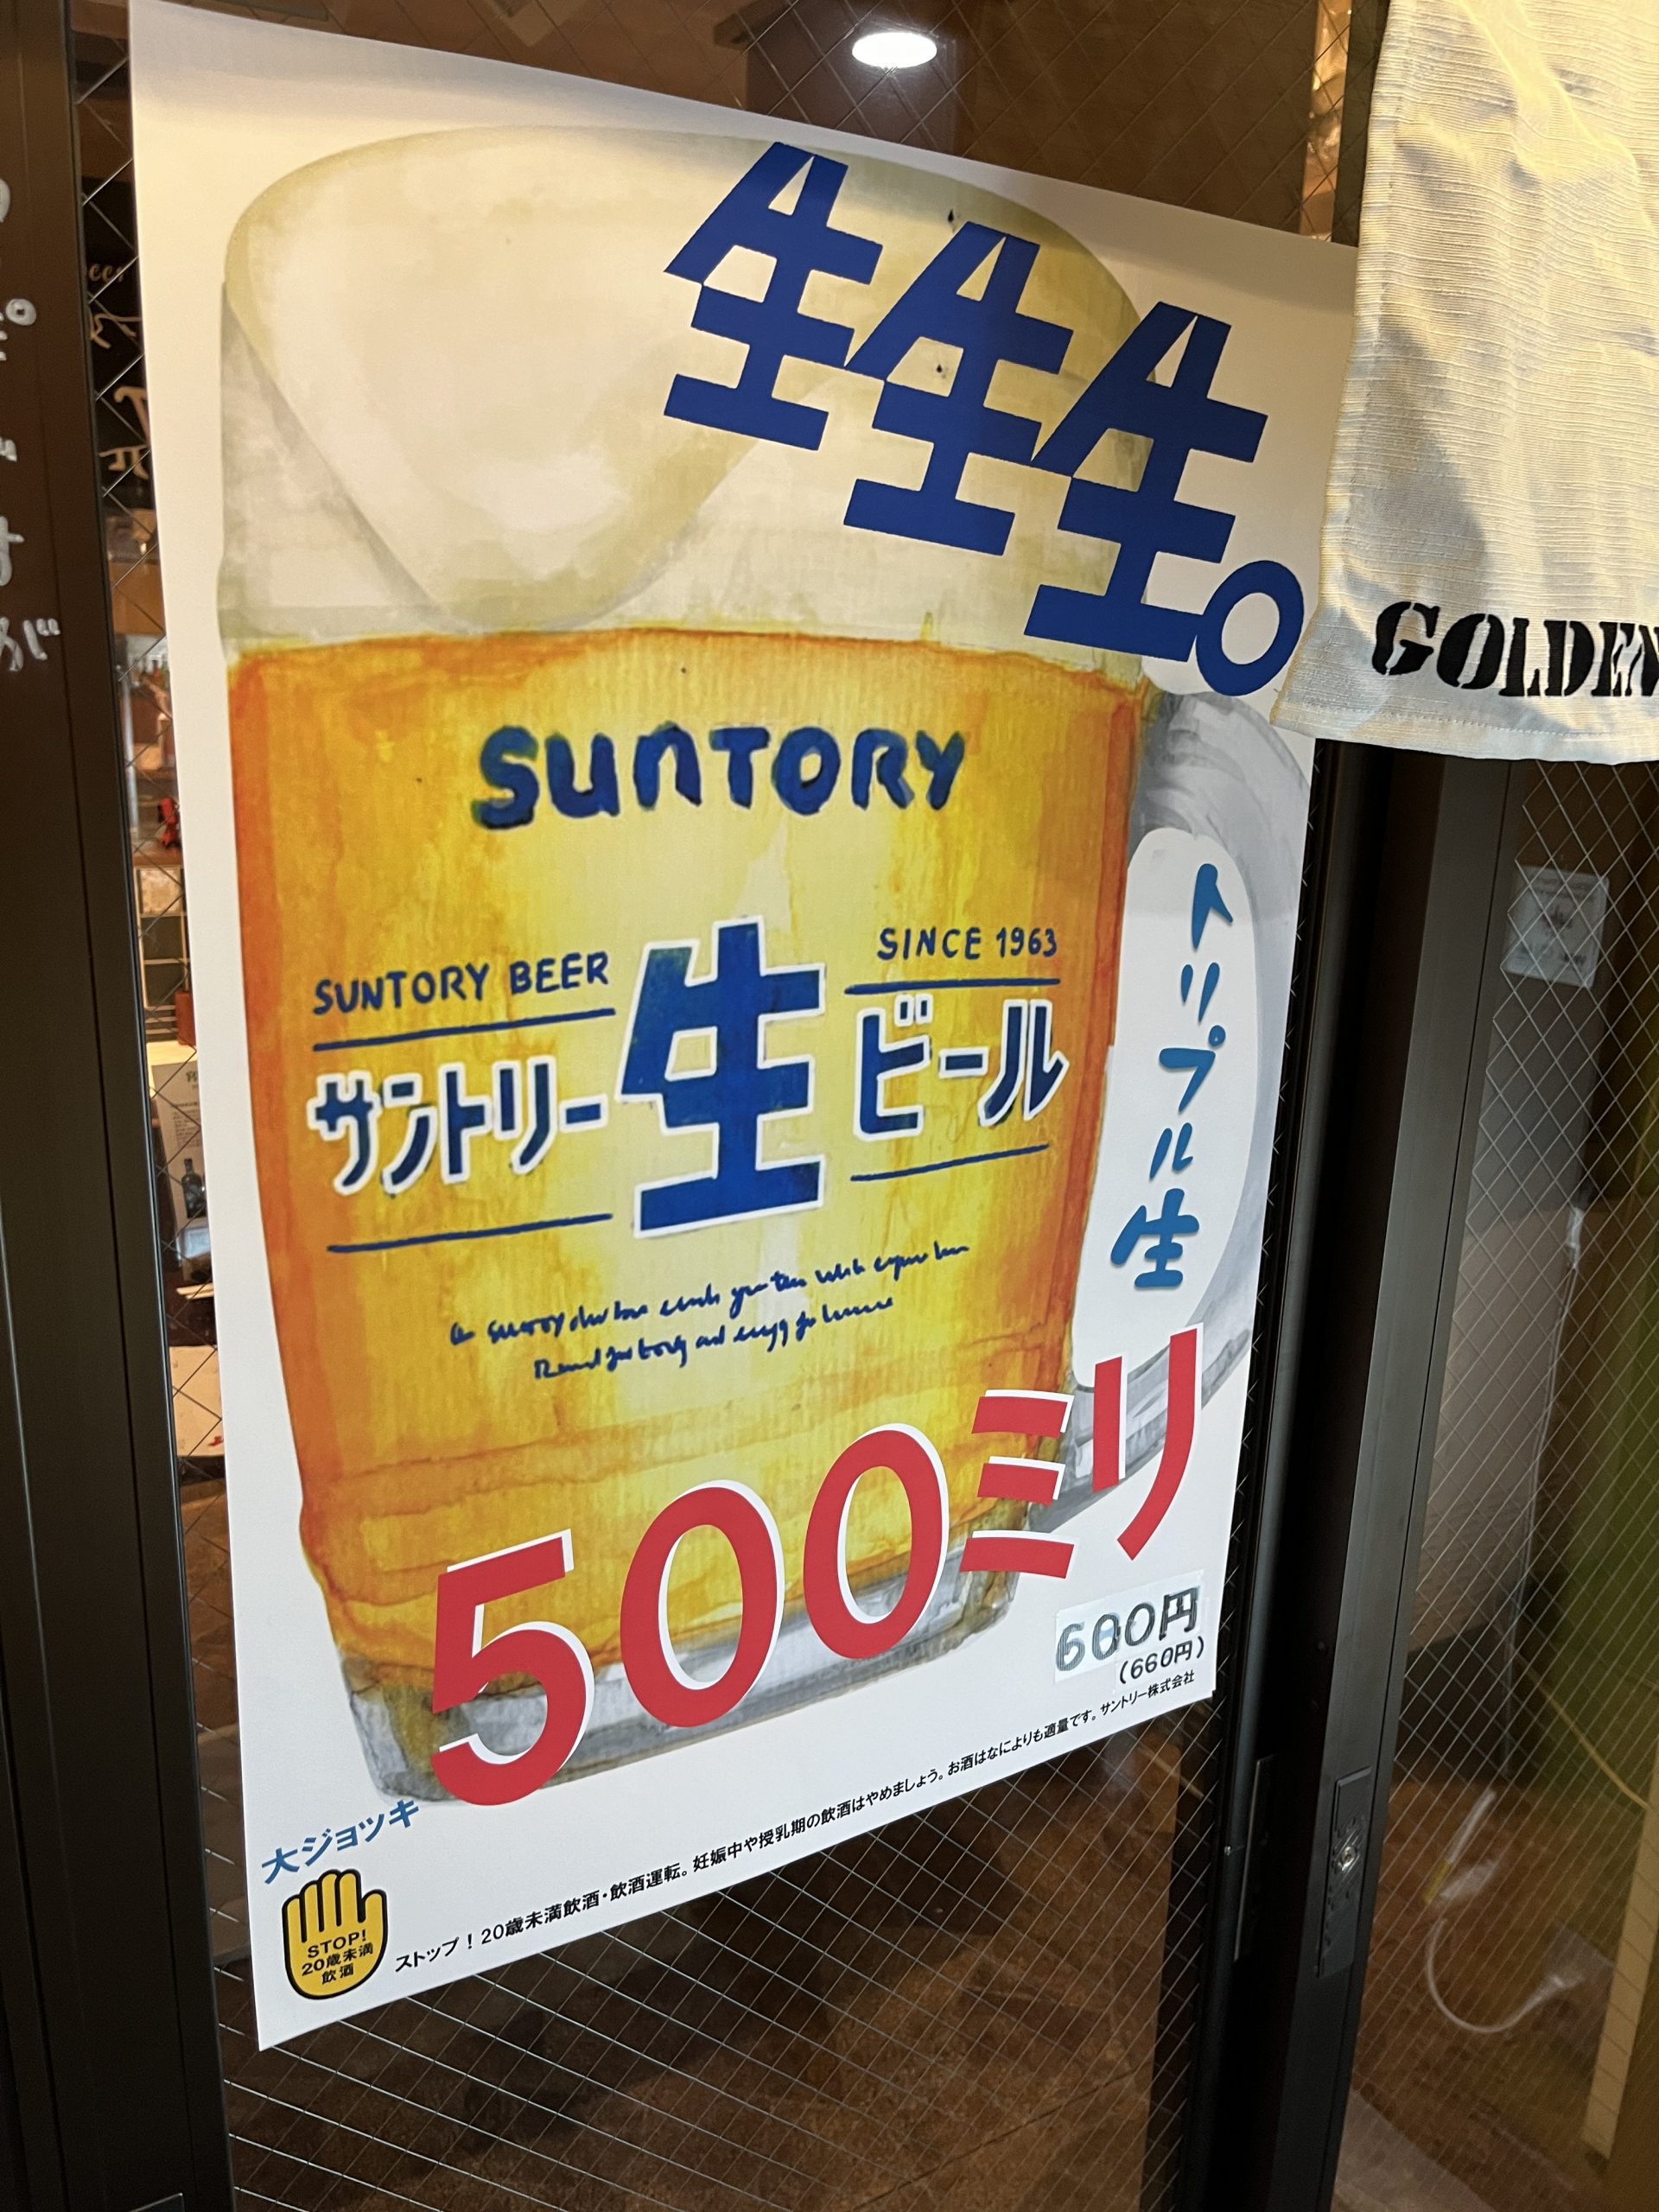 生生生。
SUNTORY
SUNTORY BEER
SINCE 1963
サントリー生ビール
トリプル生
500ミリ
600円
(660円)
大ジョッキ
STOP!
20歳未満
飲酒
ストップ！20歳未満飲酒・飲酒運転。妊娠中や授乳期の飲酒はやめましょう。お酒はなによりも適量です。サントリー株式会社
GOLDEN